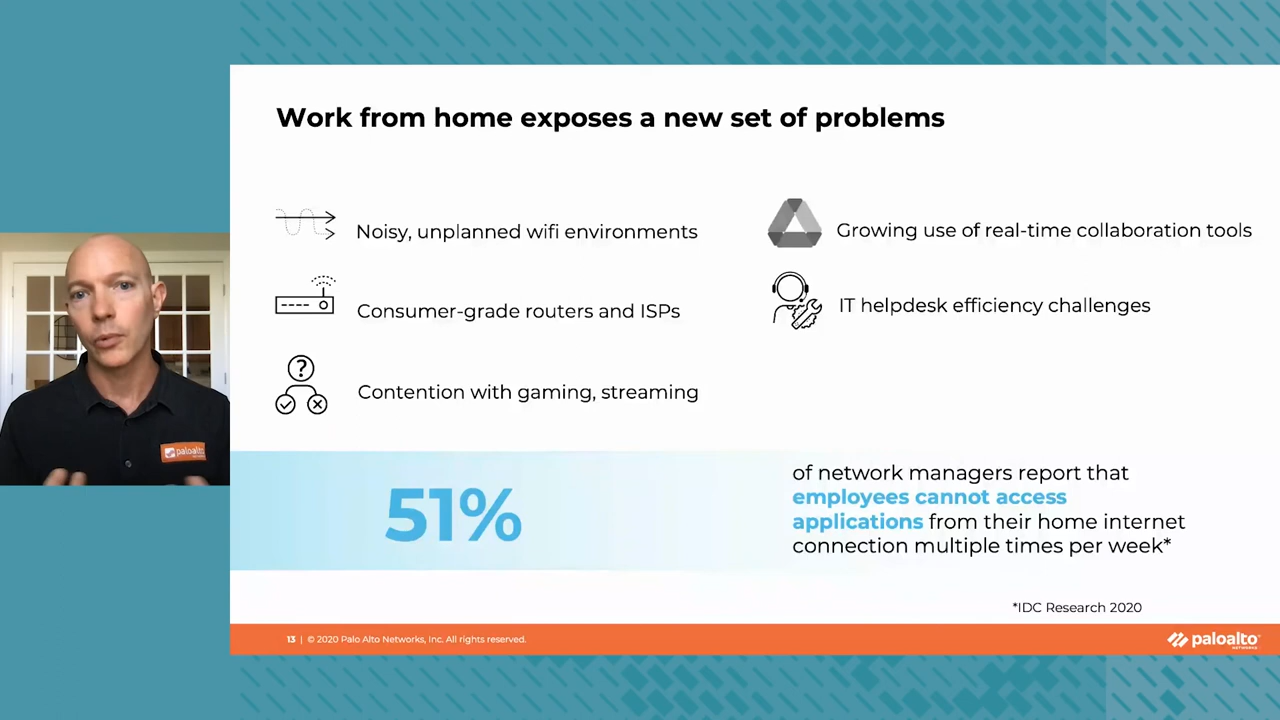 Work from home exposes a new set of problems
Noisy, unplanned wifi environments
Consumer-grade routers and ISPs
Contention with gaming, streaming
Growing use of real-time collaboration tools
IT helpdesk efficiency challenges
51%
of network managers report that
employees cannot access
applications from their home internet
connection multiple times per week*
*IDC Research 2020
13 | © 2020 Palo Alto Networks, Inc. All rights reserved.
paloalto
NETWORKS
paloalto